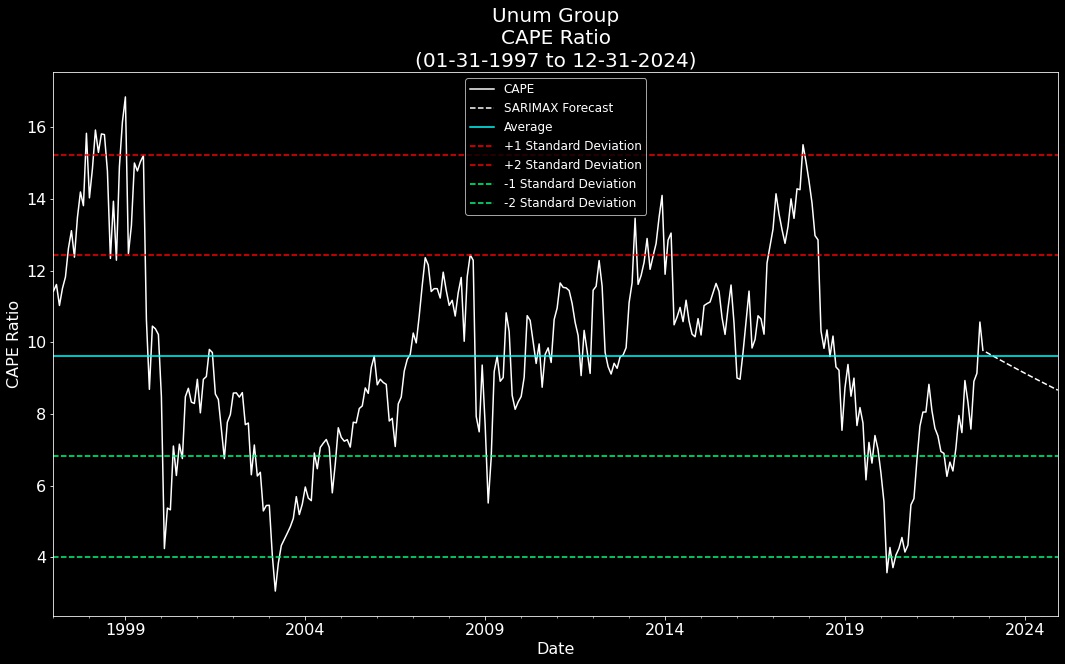 Unum Group
CAPE Ratio
(01-31-1997 to 12-31-2024)
CAPE
SARIMAX Forecast
Average
+1 Standard Deviation
+2 Standard Deviation
-1 Standard Deviation
-2 Standard Deviation
CAPE Ratio
16
14
12
10
8
6
4
1999
2004
2009
2014
2019
2024
Date